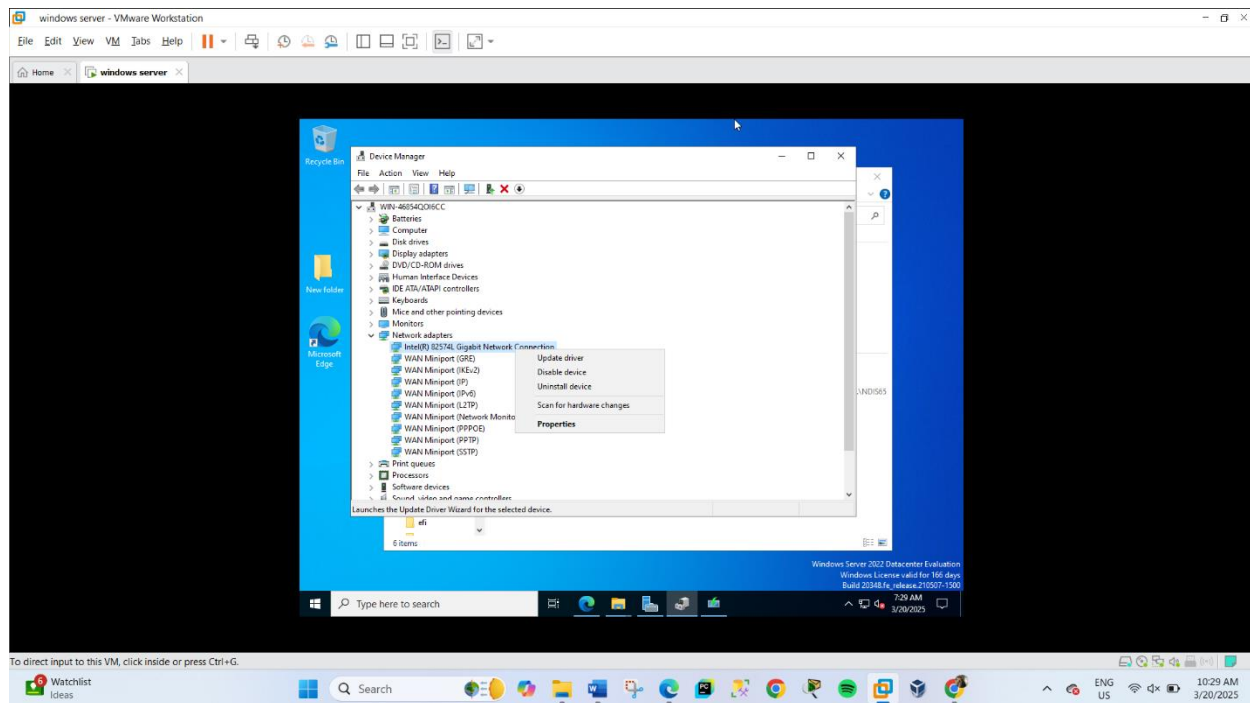 windows server - VMware Workstation
File Edit View VM Tabs Help
Home windows server
Recycle Bin
Device Manager
File Action View Help
WIN-46854QOI6CC
Batteries
Computer
Disk drives
Display adapters
DVD/CD-ROM drives
Human Interface Devices
IDE ATA/ATAPI controllers
Keyboards
Mice and other pointing devices
Monitors
Network adapters
Intel(R) 82574L Gigabit Network Connection
WAN Miniport (GRE)
WAN Miniport (IKEv2)
WAN Miniport (IP)
WAN Miniport (IPv6)
WAN Miniport (L2TP)
WAN Miniport (Network Monito
WAN Miniport (PPPOE)
WAN Miniport (PPTP)
WAN Miniport (SSTP)
Print queues
Processors
Software devices
Sound, video and game controllers
Update driver
Disable device
Uninstall device
Scan for hardware changes
Properties
\NDIS65
New folder
Microsoft
Edge
Launches the Update Driver Wizard for the selected device.
efi
6 items
Windows Server 2022 Datacenter Evaluation
Windows License valid for 166 days
Build 20348.fe_release.210507-1500
Type here to search
7:29 AM
3/20/2025
To direct input to this VM, click inside or press Ctrl+G.
6
Watchlist
Ideas
Search
ENG
US
10:29 AM
3/20/2025